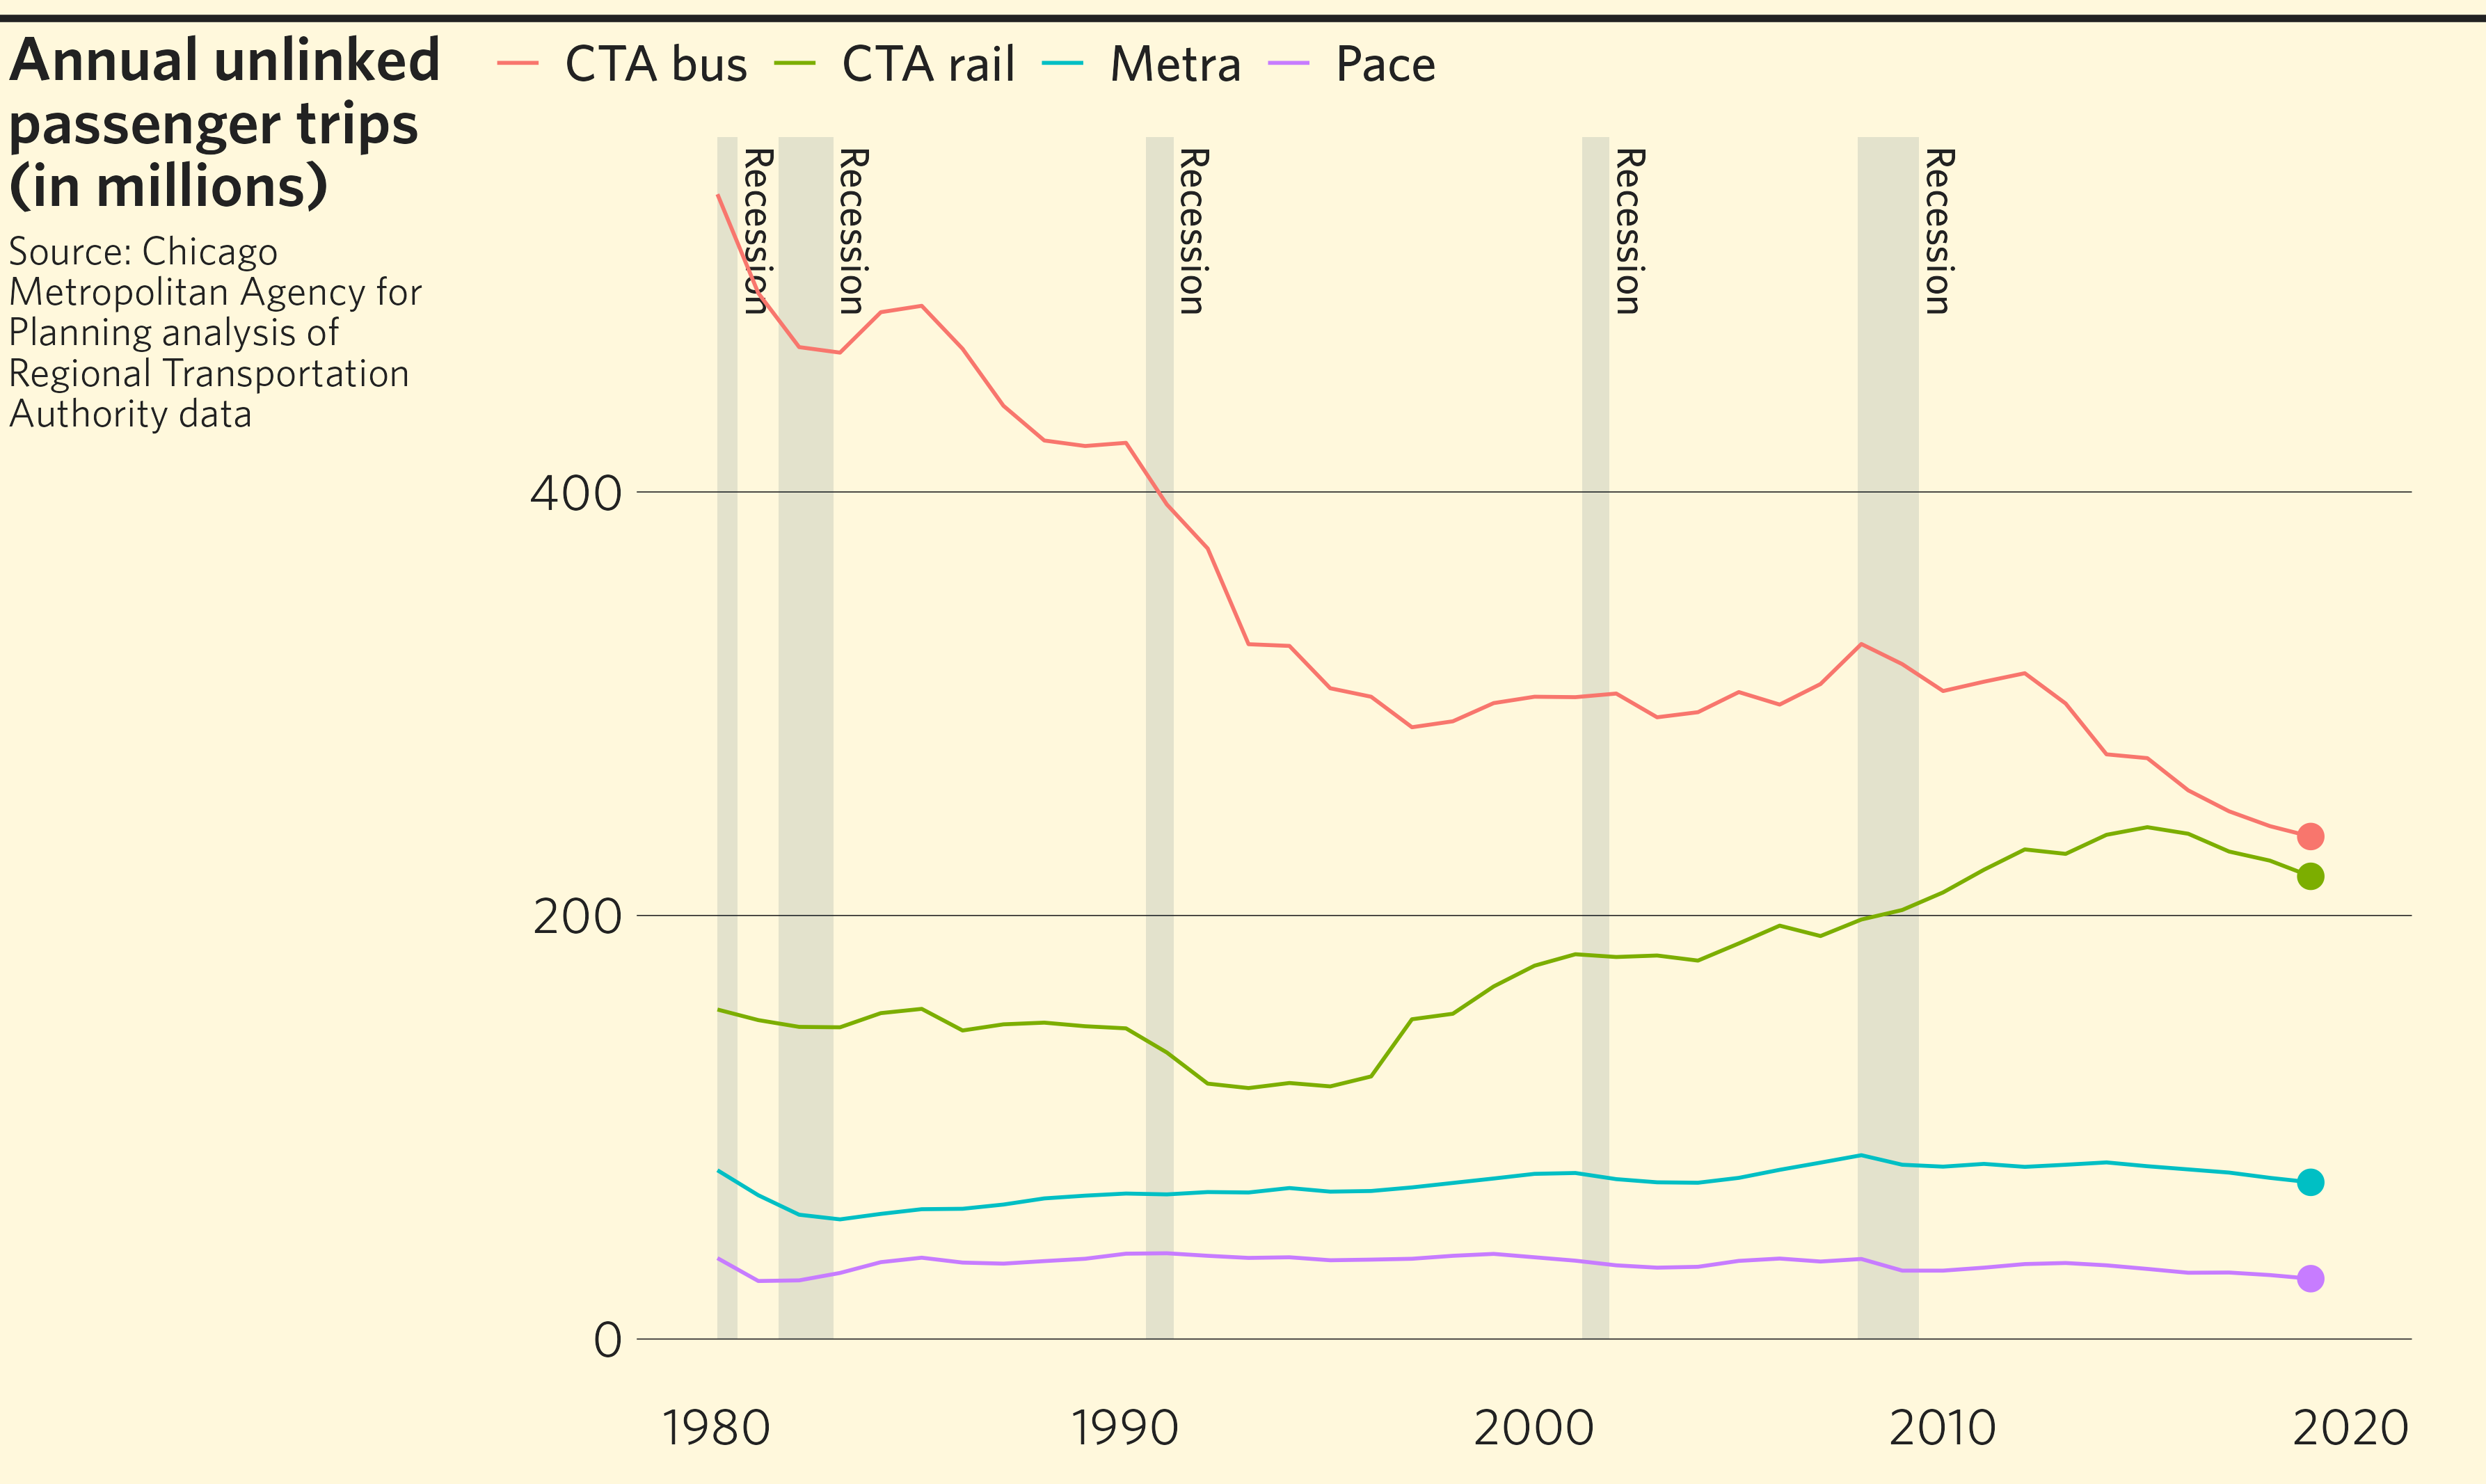 Annual unlinked
passenger trips
(in millions)
Source: Chicago
Metropolitan Agency for
Planning analysis of
Regional Transportation
Authority data
CTA bus CTA rail Metra Pace
Recession
Recession
Recession
Recession
Recession
400
200
0
1980 1990 2000 2010 2020